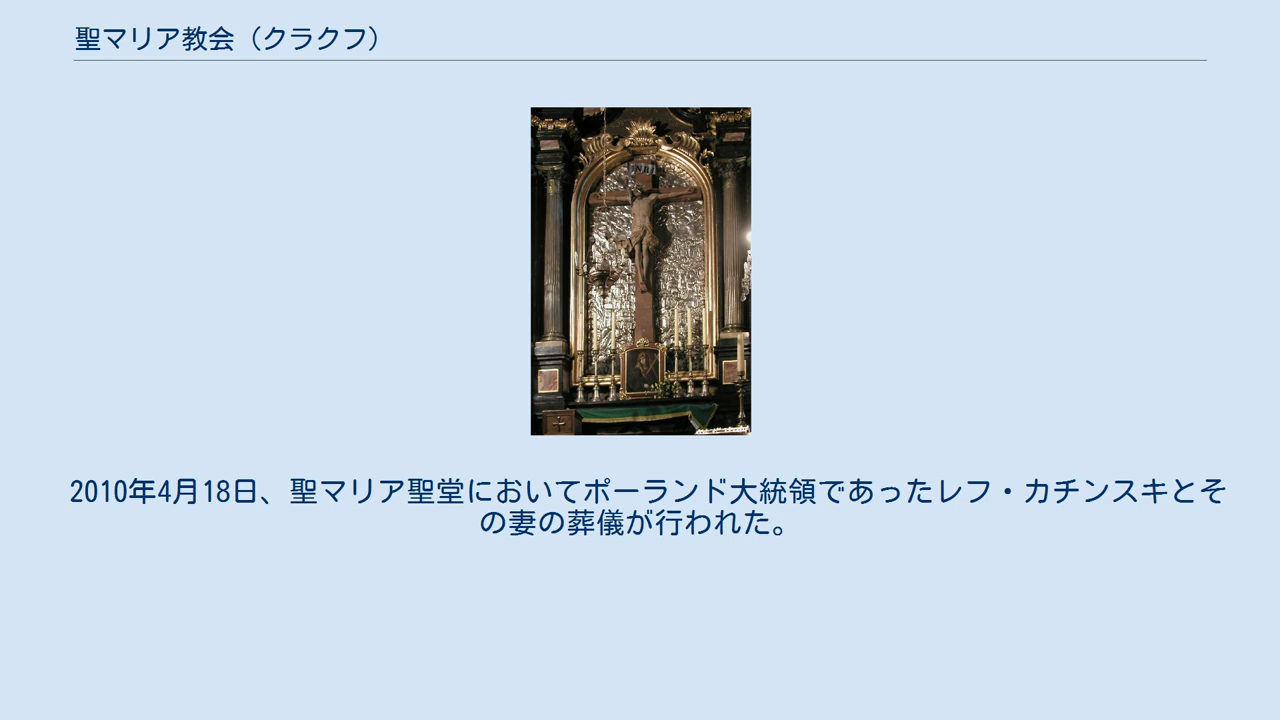 聖マリア教会（クラクフ）
2010年4月18日、聖マリア聖堂においてポーランド大統領であったレフ・カチンスキとそ
の妻の葬儀が行われた。